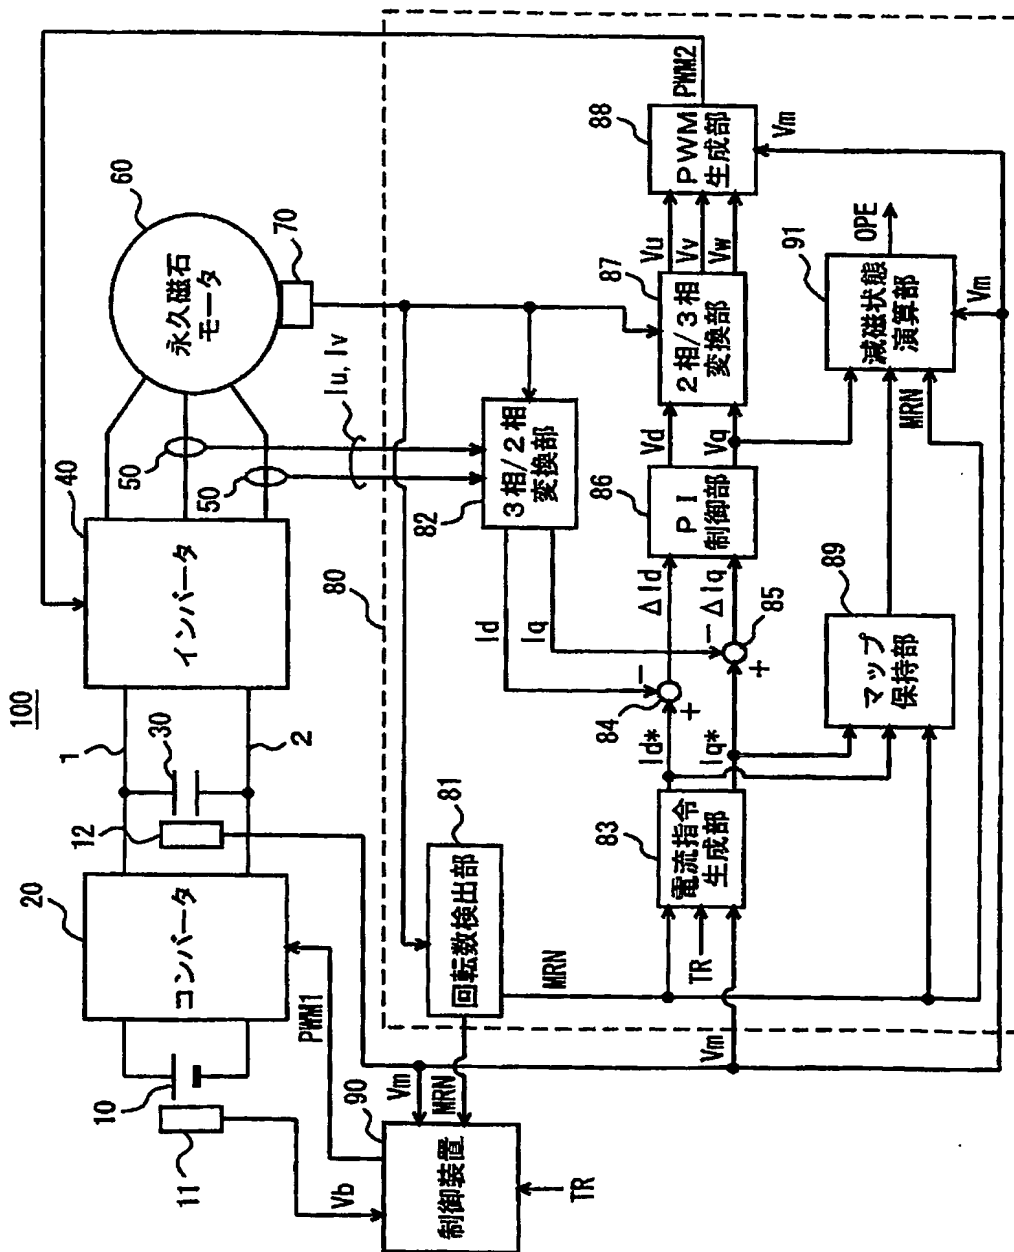 100
10
11
Vb
20
コンバータ
PWM1
12
1
30
2
40
インバータ
50
50
60
永久磁石
モータ
70
Iu, Iv
90
制御装置
TR
Vm
MRN
80
81
回転数検出部
MRN
82
3相/2相
変換部
Id
Iq
83
電流指令
生成部
TR
Vm
Id*
Iq*
84
+
−
85
+
−
ΔId
ΔIq
86
PI
制御部
Vd
Vq
87
2相/3相
変換部
Vu
Vv
Vw
88
PWM
生成部
PWM2
Vm
89
マップ
保持部
91
減磁状態
演算部
MRN
Vm
OPE